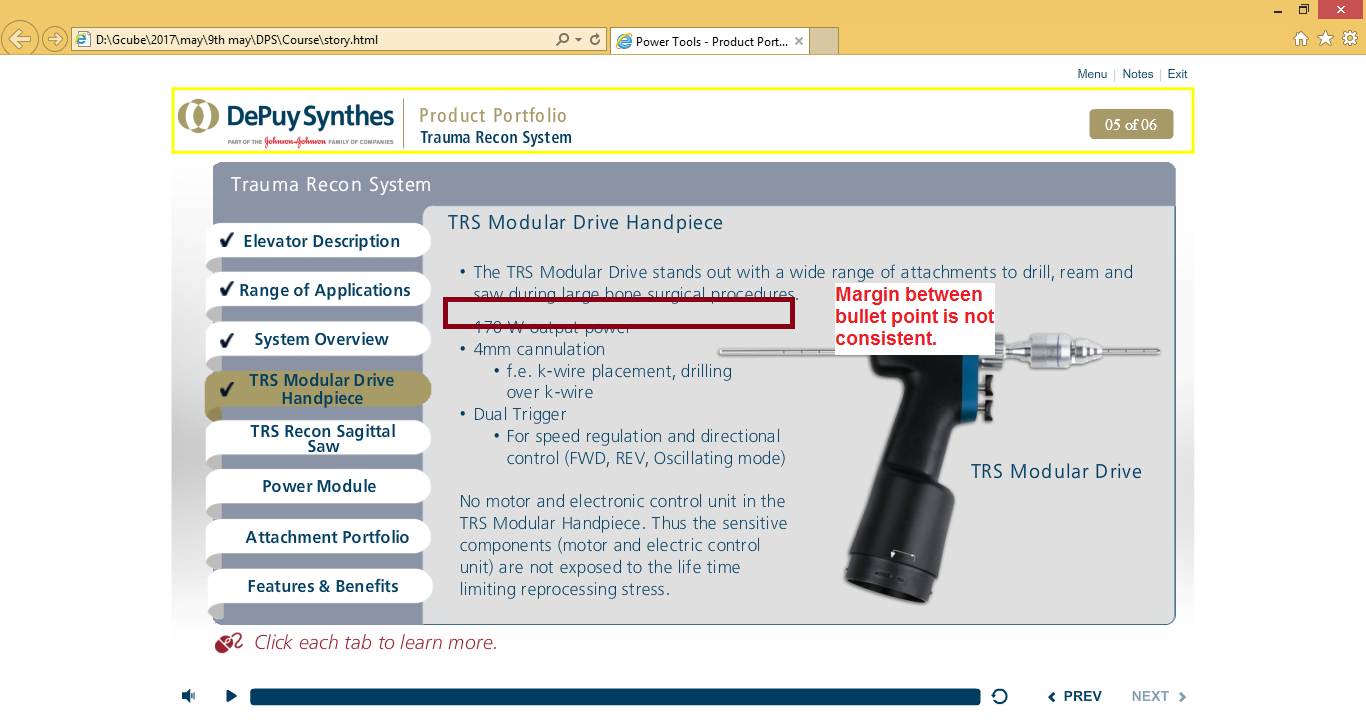 D:\Gcube\2017\may\9th may\DPS\Course\story.html
Power Tools - Product Port...
Menu | Notes | Exit
DePuy Synthes
PART OF THE Johnson & Johnson FAMILY OF COMPANIES
Product Portfolio
Trauma Recon System
05 of 06
Trauma Recon System
Elevator Description
Range of Applications
System Overview
TRS Modular Drive
Handpiece
TRS Recon Sagittal
Saw
Power Module
Attachment Portfolio
Features & Benefits
TRS Modular Drive Handpiece
• The TRS Modular Drive stands out with a wide range of attachments to drill, ream and
saw during large bone surgical procedures.
170 W output power
• 4mm cannulation
• f.e. k-wire placement, drilling
over k-wire
• Dual Trigger
• For speed regulation and directional
control (FWD, REV, Oscillating mode)
No motor and electronic control unit in the
TRS Modular Handpiece. Thus the sensitive
components (motor and electric control
unit) are not exposed to the life time
limiting reprocessing stress.
Margin between
bullet point is not
consistent.
TRS Modular Drive
Click each tab to learn more.
PREV
NEXT